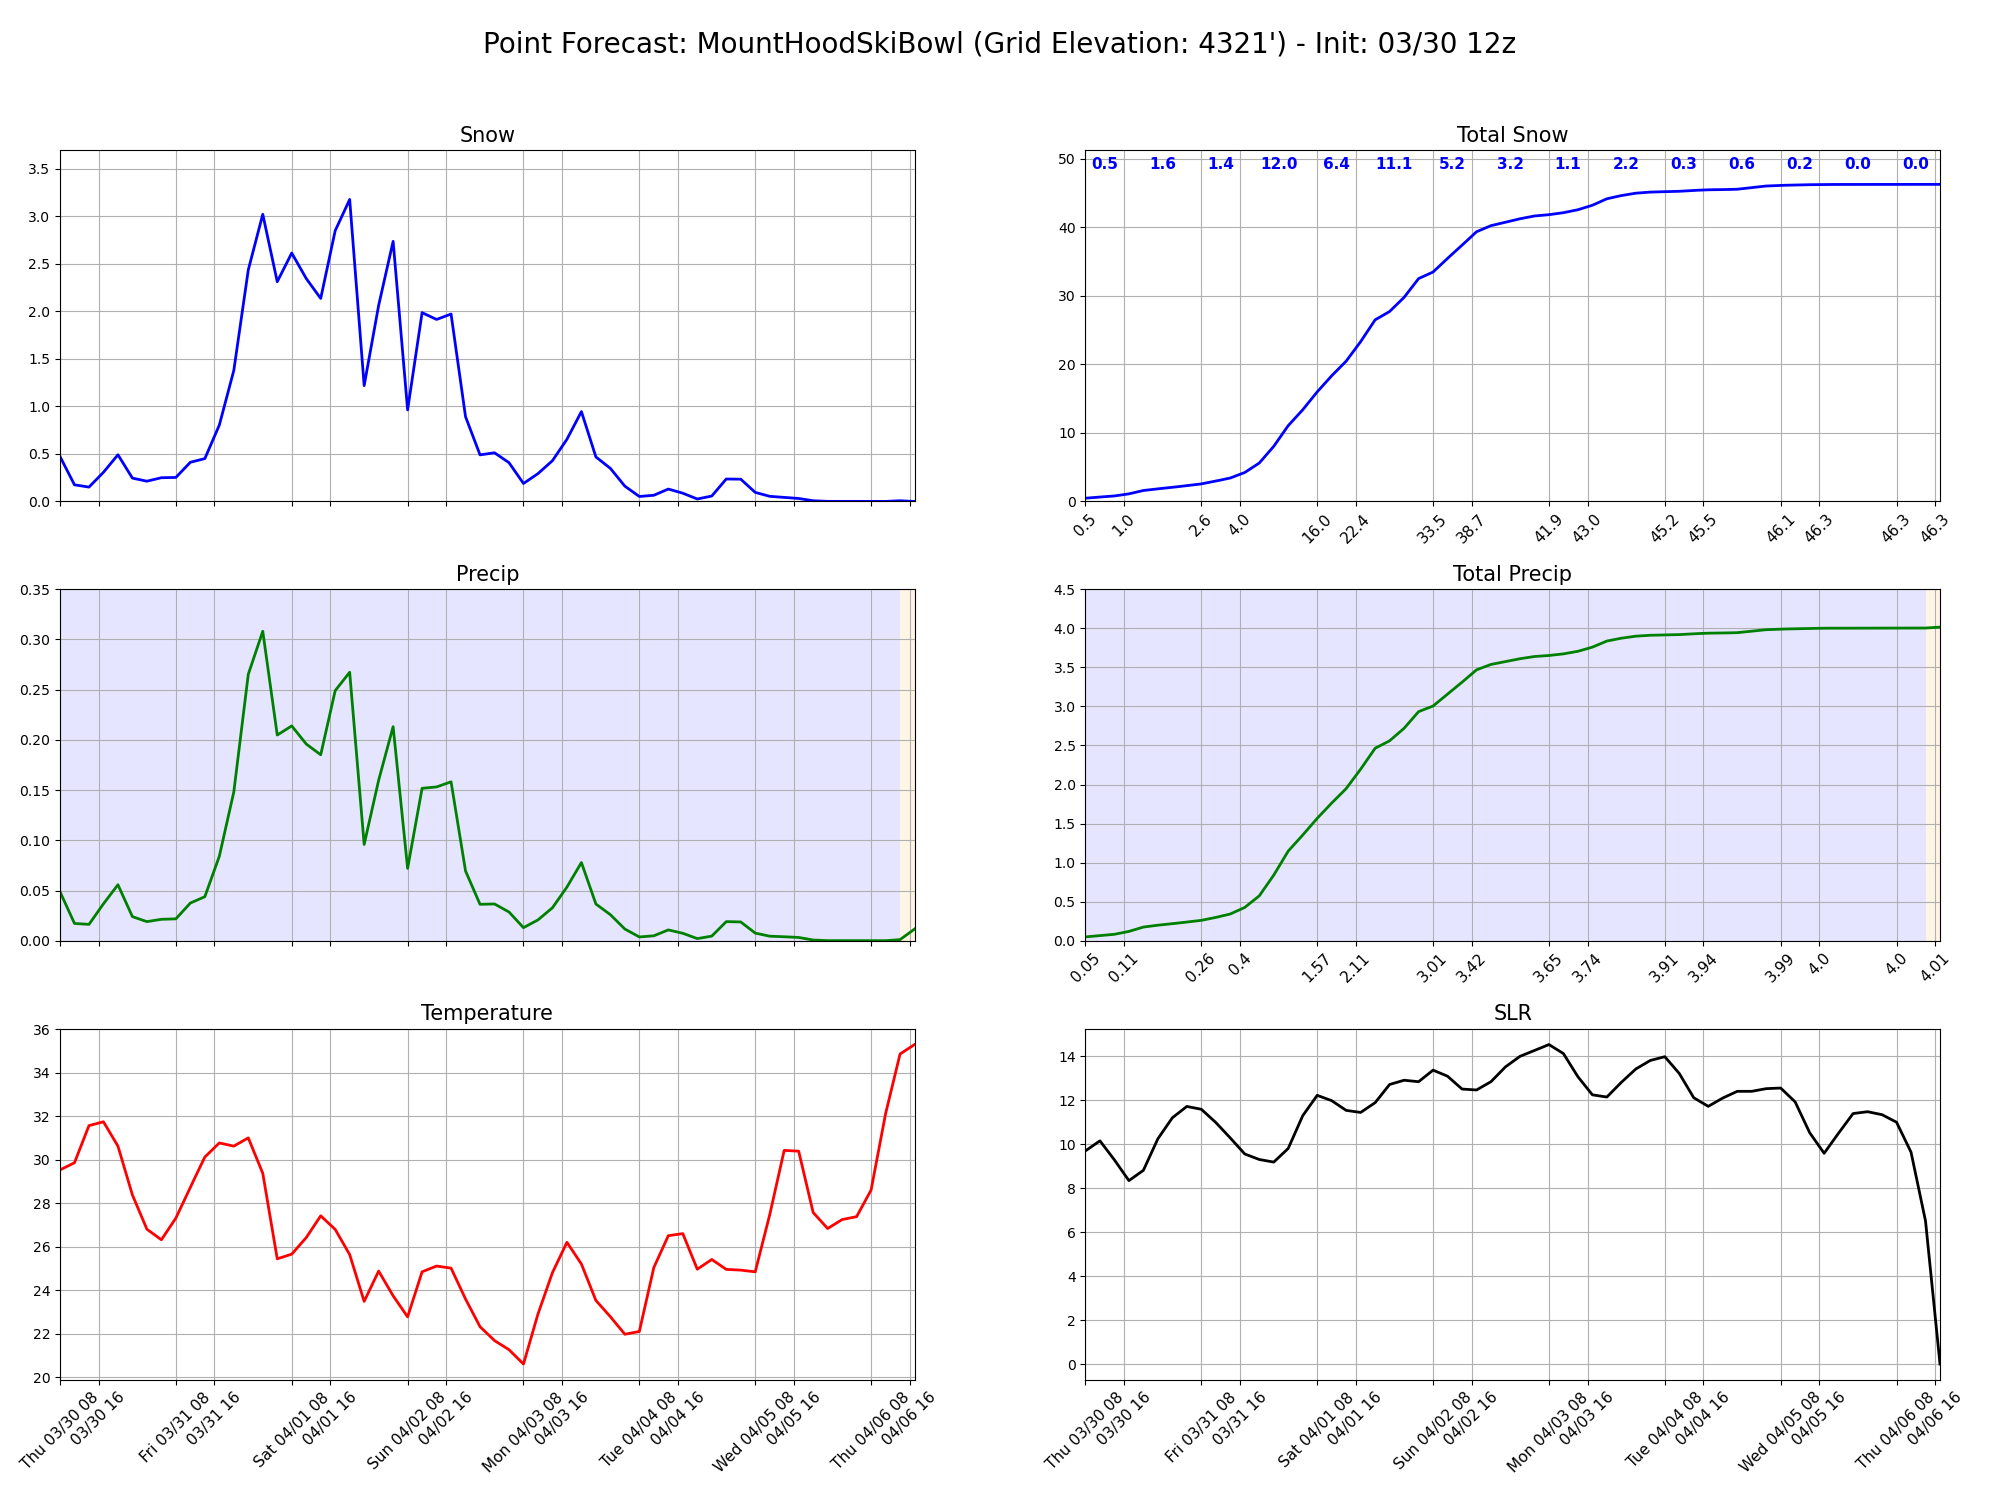 Point Forecast: MountHoodSkiBowl (Grid Elevation: 4321') - Init: 03/30 12z
Snow
3.5
3.0
2.5
2.0
1.5
1.0
0.5
0.0
Total Snow
0.5 1.6 1.4 12.0 6.4 11.1 5.2 3.2 1.1 2.2 0.3 0.6 0.2 0.0 0.0
50
40
30
20
10
0
0.5 1.0 2.6 4.0 16.0 22.4 33.5 38.7 41.9 43.0 45.2 45.5 46.1 46.3 46.3 46.3
Precip
0.35
0.30
0.25
0.20
0.15
0.10
0.05
0.00
Total Precip
4.5
4.0
3.5
3.0
2.5
2.0
1.5
1.0
0.5
0.0
0.05 0.11 0.26 0.4 1.57 2.11 3.01 3.42 3.65 3.74 3.91 3.94 3.99 4.0 4.0 4.01
Temperature
36
34
32
30
28
26
24
22
20
Thu 03/30 08
03/30 16
Fri 03/31 08
03/31 16
Sat 04/01 08
04/01 16
Sun 04/02 08
04/02 16
Mon 04/03 08
04/03 16
Tue 04/04 08
04/04 16
Wed 04/05 08
04/05 16
Thu 04/06 08
04/06 16
SLR
14
12
10
8
6
4
2
0
Thu 03/30 08
03/30 16
Fri 03/31 08
03/31 16
Sat 04/01 08
04/01 16
Sun 04/02 08
04/02 16
Mon 04/03 08
04/03 16
Tue 04/04 08
04/04 16
Wed 04/05 08
04/05 16
Thu 04/06 08
04/06 16